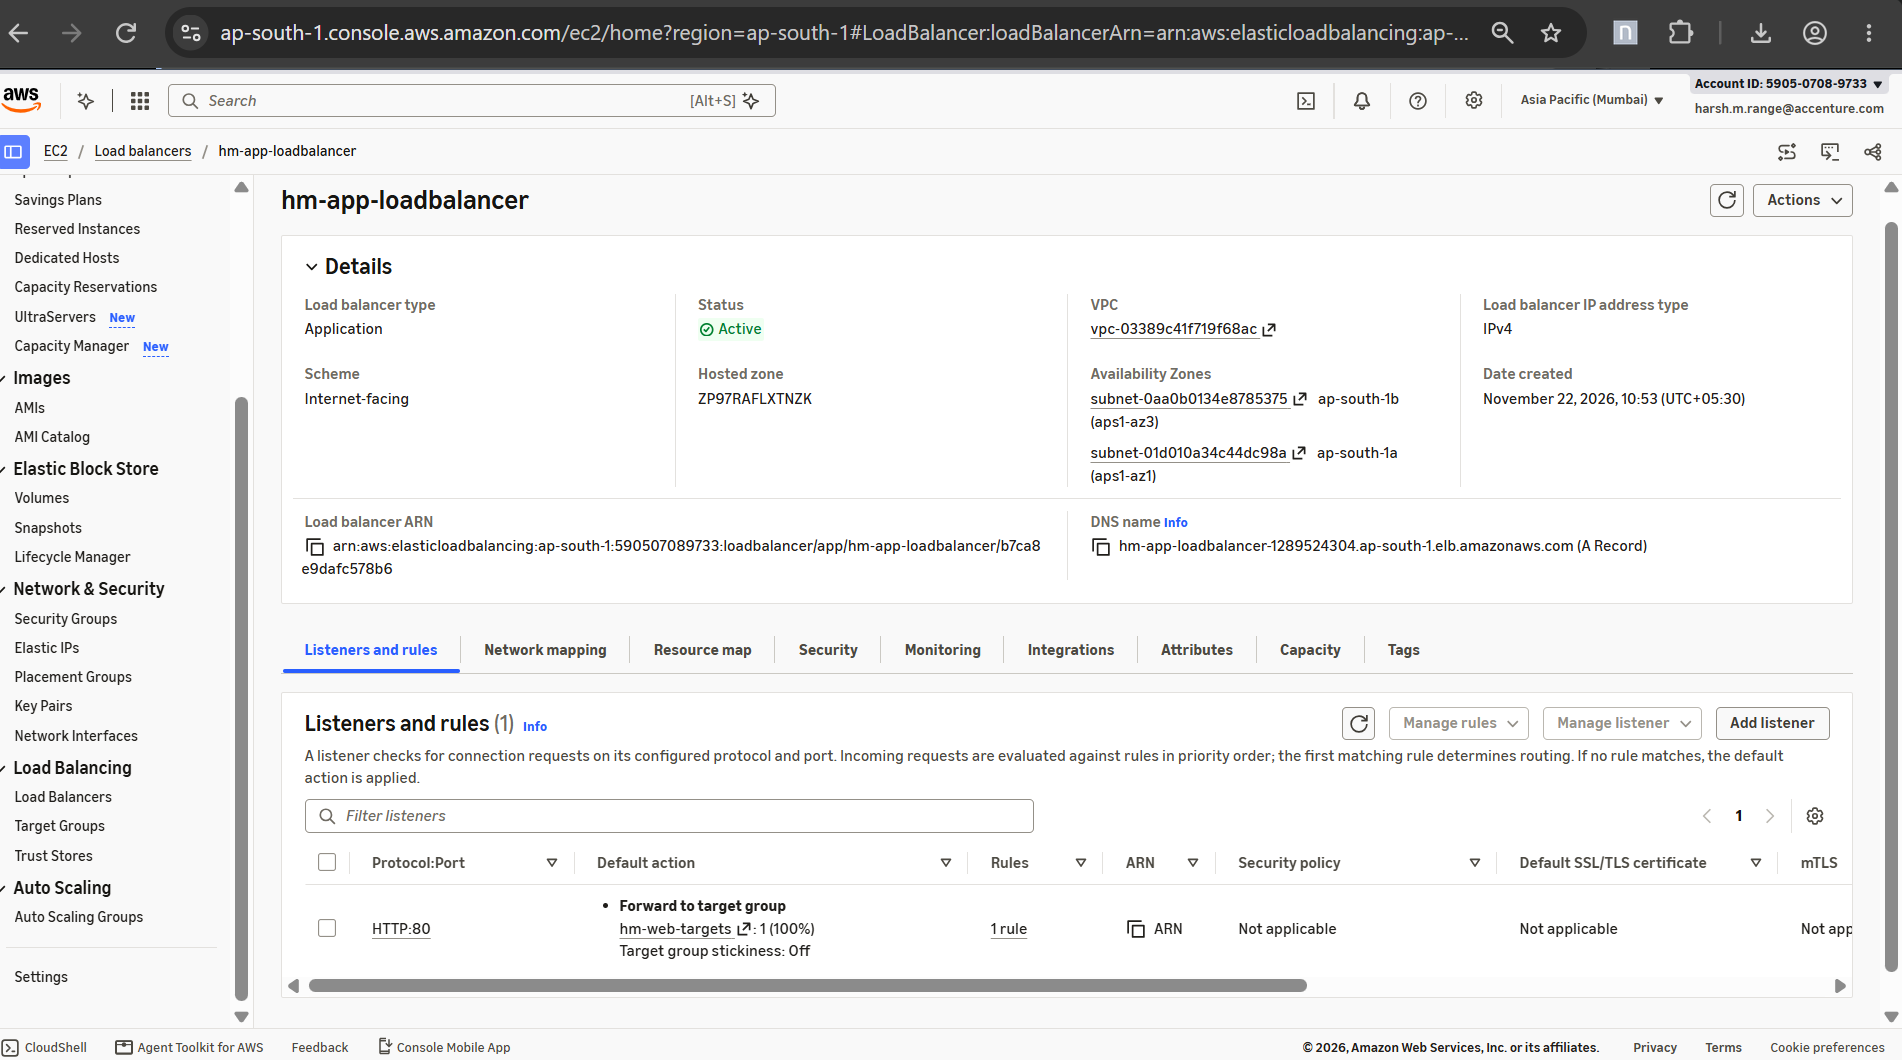 ap-south-1.console.aws.amazon.com/ec2/home?region=ap-south-1#LoadBalancer:loadBalancerArn=arn:aws:elasticloadbalancing:ap-...
n
aws
Search
[Alt+S]
Asia Pacific (Mumbai)
Account ID: 5905-0708-9733
harsh.m.range@accenture.com
EC2 / Load balancers / hm-app-loadbalancer
Savings Plans
Reserved Instances
Dedicated Hosts
Capacity Reservations
UltraServers New
Capacity Manager New
Images
AMIs
AMI Catalog
Elastic Block Store
Volumes
Snapshots
Lifecycle Manager
Network & Security
Security Groups
Elastic IPs
Placement Groups
Key Pairs
Network Interfaces
Load Balancing
Load Balancers
Target Groups
Trust Stores
Auto Scaling
Auto Scaling Groups
Settings
hm-app-loadbalancer
Actions
Details
Load balancer type
Application
Status
Active
VPC
vpc-03389c41f719f68ac
Load balancer IP address type
IPv4
Scheme
Internet-facing
Hosted zone
ZP97RAFLXTNZK
Availability Zones
subnet-0aa0b0134e8785375 ap-south-1b
(aps1-az3)
subnet-01d010a34c44dc98a ap-south-1a
(aps1-az1)
Date created
November 22, 2026, 10:53 (UTC+05:30)
Load balancer ARN
arn:aws:elasticloadbalancing:ap-south-1:590507089733:loadbalancer/app/hm-app-loadbalancer/b7ca8
e9dafc578b6
DNS name Info
hm-app-loadbalancer-1289524304.ap-south-1.elb.amazonaws.com (A Record)
Listeners and rules
Network mapping
Resource map
Security
Monitoring
Integrations
Attributes
Capacity
Tags
Listeners and rules (1) Info
Manage rules
Manage listener
Add listener
A listener checks for connection requests on its configured protocol and port. Incoming requests are evaluated against rules in priority order; the first matching rule determines routing. If no rule matches, the default
action is applied.
Filter listeners
1
Protocol:Port
Default action
Rules
ARN
Security policy
Default SSL/TLS certificate
mTLS
HTTP:80
• Forward to target group
hm-web-targets : 1 (100%)
Target group stickiness: Off
1 rule
ARN
Not applicable
Not applicable
Not app
CloudShell
Agent Toolkit for AWS
Feedback
Console Mobile App
© 2026, Amazon Web Services, Inc. or its affiliates.
Privacy
Terms
Cookie preferences